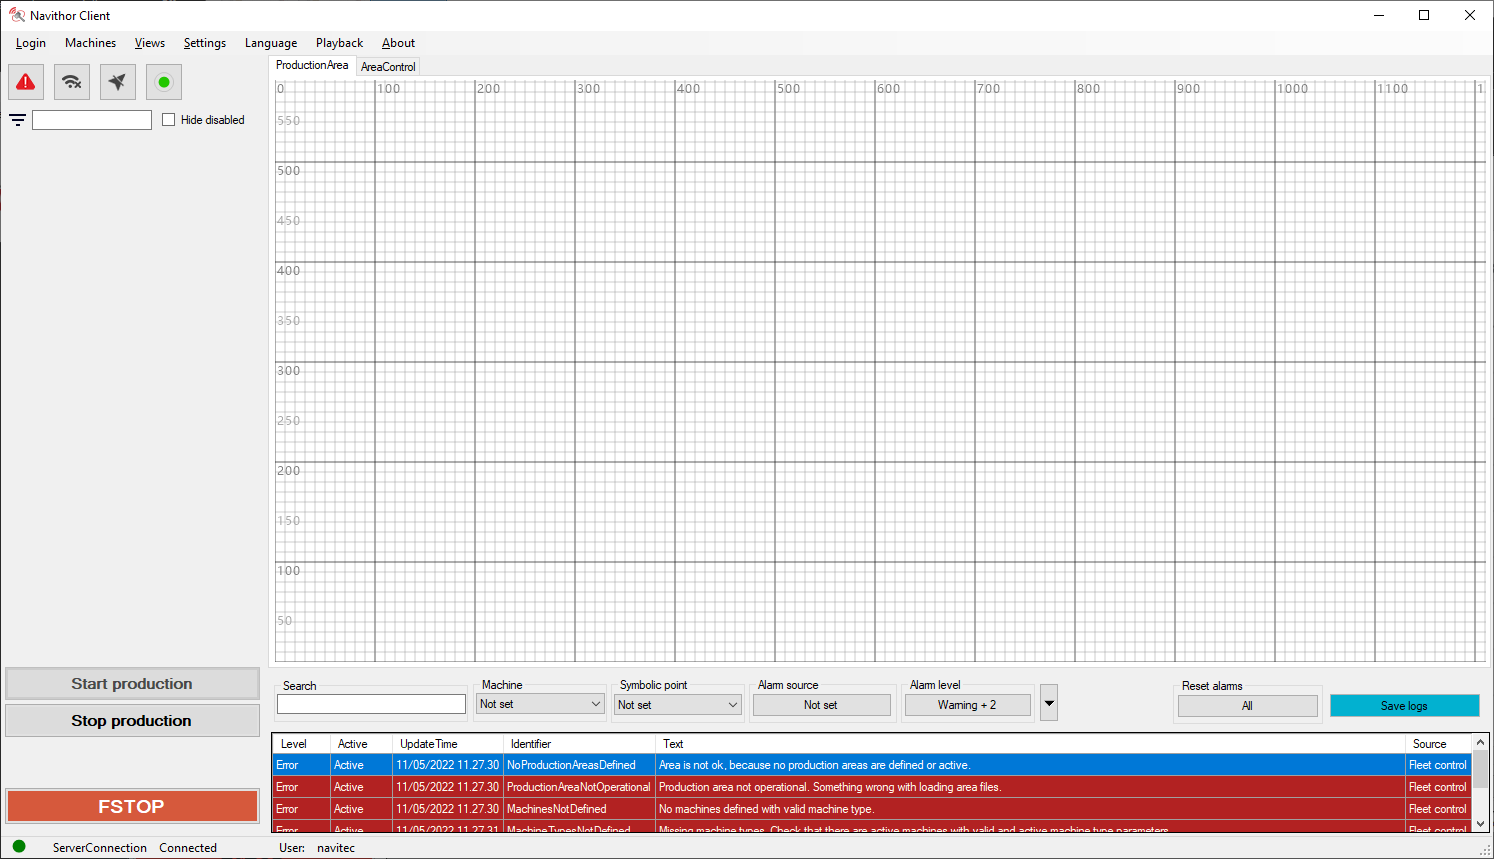 Navithor Client
Login Machines Views Settings Language Playback About
ProductionArea AreaControl
Hide disabled
0 100 200 300 400 500 600 700 800 900 1000 1100 1
550
500
450
400
350
300
250
200
150
100
50
Start production
Stop production
FSTOP
Search Machine Symbolic point Alarm source Alarm level Reset alarms
Not set Not set Not set Warning + 2 All Save logs
Level Active UpdateTime Identifier Text Source
Error Active 11/05/2022 11.27.30 NoProductionAreasDefined Area is not ok, because no production areas are defined or active. Fleet control
Error Active 11/05/2022 11.27.30 ProductionAreaNotOperational Production area not operational. Something wrong with loading area files. Fleet control
Error Active 11/05/2022 11.27.30 MachinesNotDefined No machines defined with valid machine type. Fleet control
Error Active 11/05/2022 11.27.31 MachineTypesNotDefined Missing machine types. Check that there are active machines with valid and active machine type parameters. Fleet control
ServerConnection Connected User: navitec